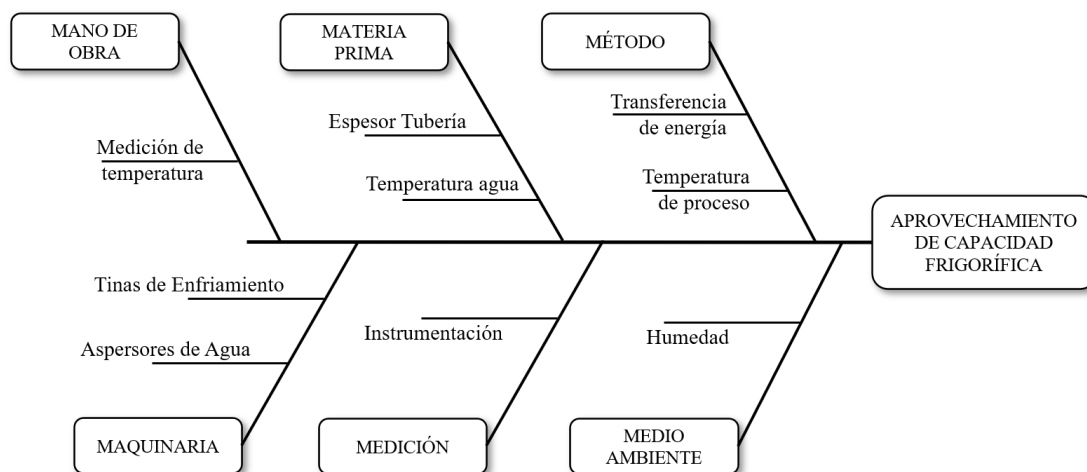 MANO DE
OBRA
MATERIA
PRIMA
MÉTODO
Transferencia
de energía
Espesor Tubería
Medición de
temperatura
Temperatura agua
Temperatura
de proceso
APROVECHAMIENTO
DE CAPACIDAD
FRIGORÍFICA
Tinas de Enfriamiento
Instrumentación
Humedad
Aspersores de Agua
MAQUINARIA
MEDICIÓN
MEDIO
AMBIENTE